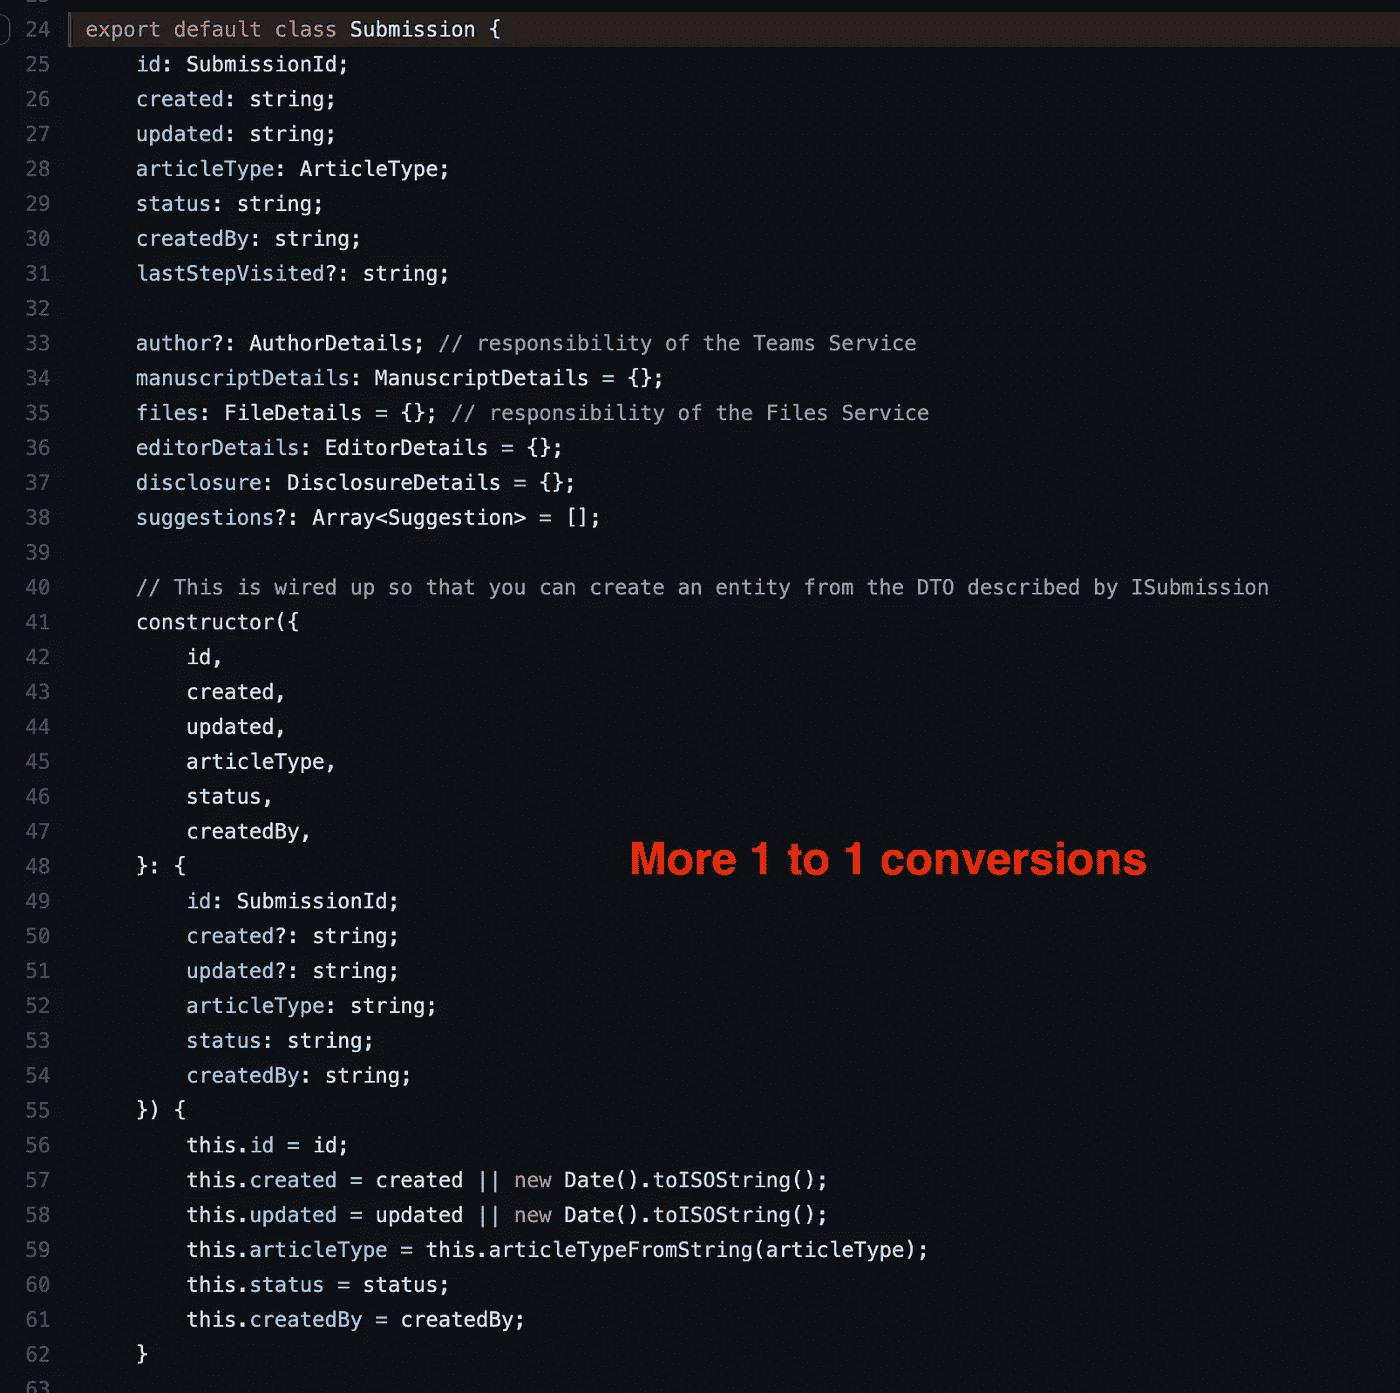 24 export default class Submission {
25 id: SubmissionId;
26 created: string;
27 updated: string;
28 articleType: ArticleType;
29 status: string;
30 createdBy: string;
31 lastStepVisited?: string;
32
33 author?: AuthorDetails; // responsibility of the Teams Service
34 manuscriptDetails: ManuscriptDetails = {};
35 files: FileDetails = {}; // responsibility of the Files Service
36 editorDetails: EditorDetails = {};
37 disclosure: DisclosureDetails = {};
38 suggestions?: Array<Suggestion> = [];
39
40 // This is wired up so that you can create an entity from the DTO described by ISubmission
41 constructor({
42 id,
43 created,
44 updated,
45 articleType,
46 status,
47 createdBy,
More 1 to 1 conversions
48 }: {
49 id: SubmissionId;
50 created?: string;
51 updated?: string;
52 articleType: string;
53 status: string;
54 createdBy: string;
55 }) {
56 this.id = id;
57 this.created = created || new Date().toISOString();
58 this.updated = updated || new Date().toISOString();
59 this.articleType = this.articleTypeFromString(articleType);
60 this.status = status;
61 this.createdBy = createdBy;
62 }
63